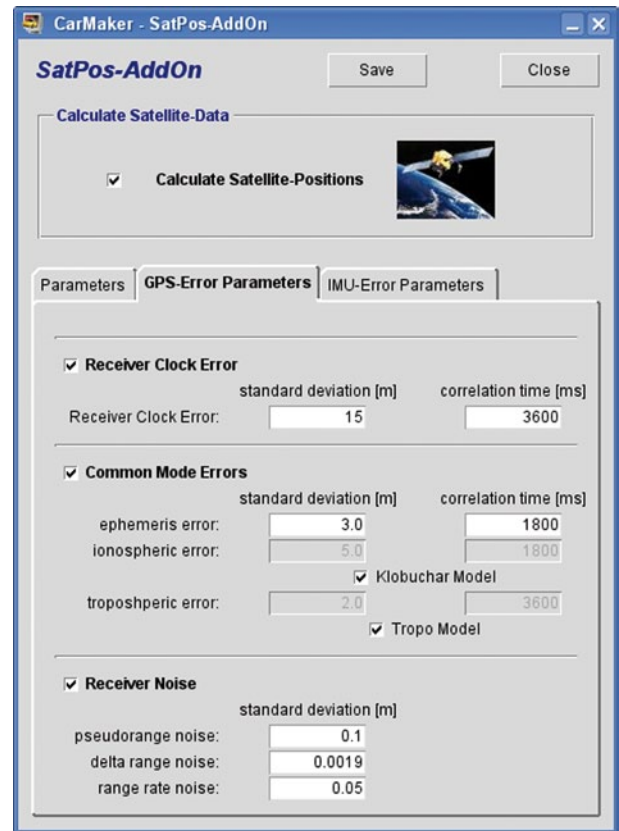 CarMaker - SatPos-AddOn
SatPos-AddOn Save Close
Calculate Satellite-Data
Calculate Satellite-Positions
Parameters GPS-Error Parameters IMU-Error Parameters
Receiver Clock Error
standard deviation [m] correlation time [ms]
Receiver Clock Error: 15 3600
Common Mode Errors
standard deviation [m] correlation time [ms]
ephemeris error: 3.0 1800
ionospheric error: 5.0 1800
Klobuchar Model
troposhperic error: 2.0 3600
Tropo Model
Receiver Noise
standard deviation [m]
pseudorange noise: 0.1
delta range noise: 0.0019
range rate noise: 0.05